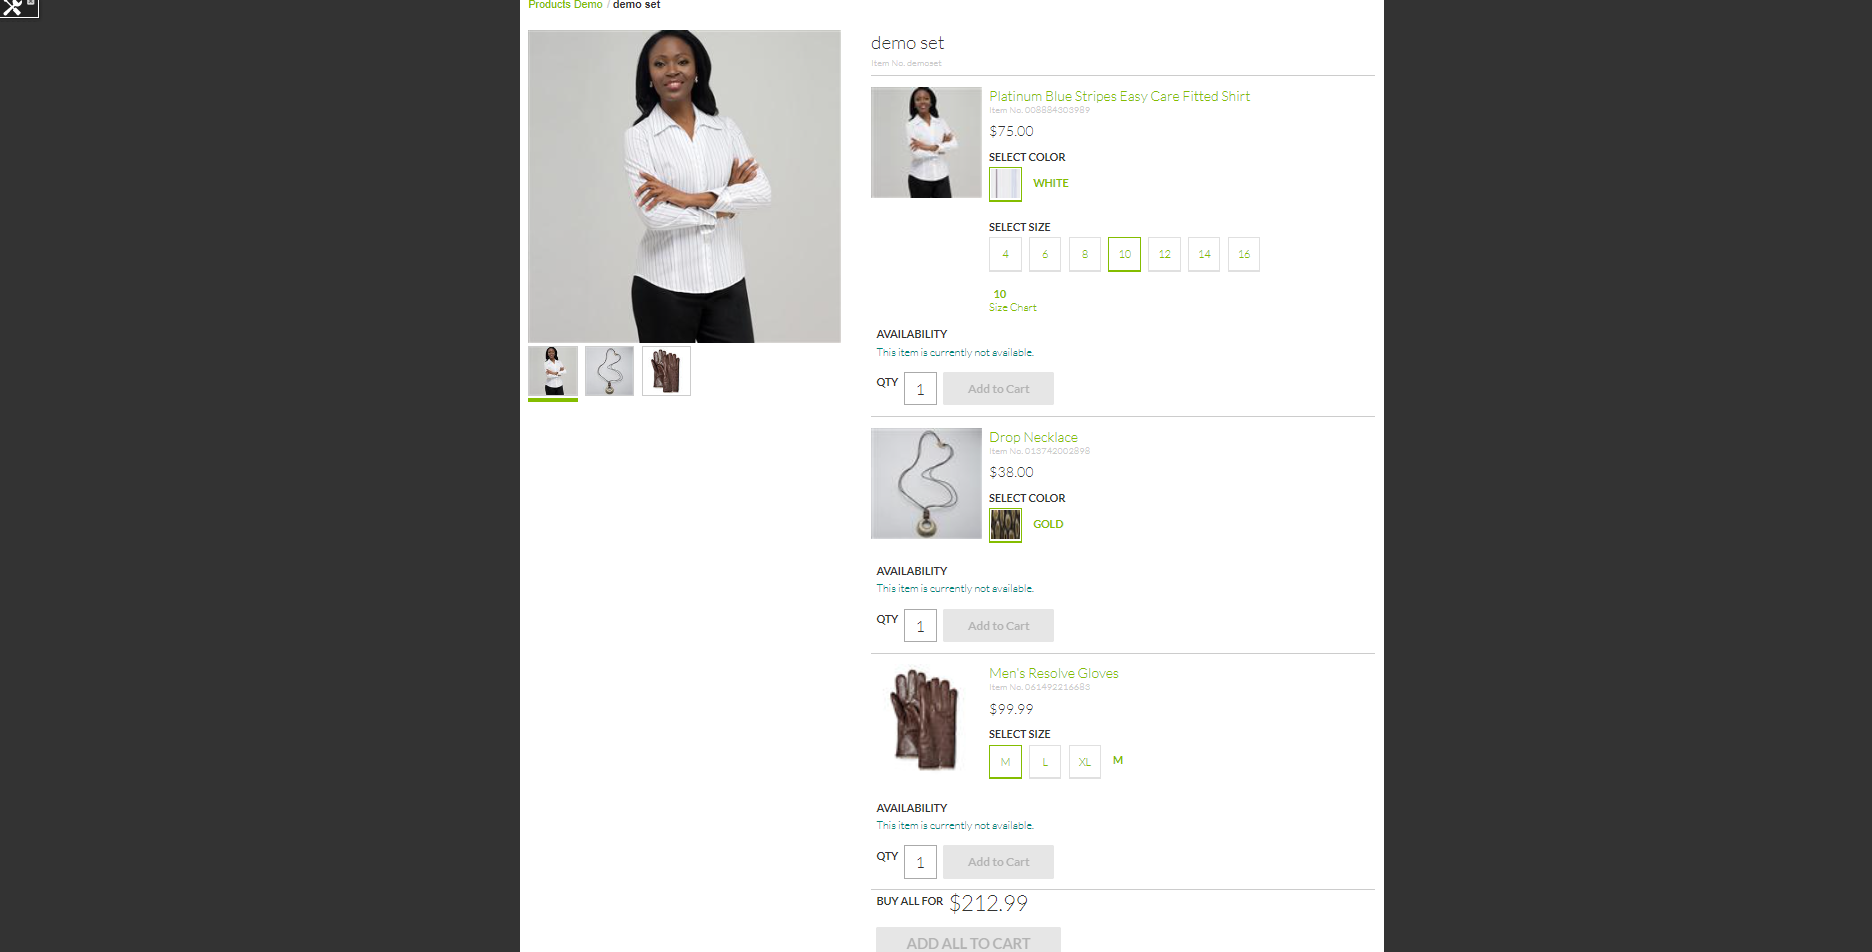 Products Demo / demo set
demo set
Item No. demoset
Platinum Blue Stripes Easy Care Fitted Shirt
Item No. 008884303989
$75.00
SELECT COLOR
WHITE
SELECT SIZE
4 6 8 10 12 14 16
10
Size Chart
AVAILABILITY
This item is currently not available.
QTY 1 Add to Cart
Drop Necklace
Item No. 013742002898
$38.00
SELECT COLOR
GOLD
AVAILABILITY
This item is currently not available.
QTY 1 Add to Cart
Men's Resolve Gloves
Item No. 061492216683
$99.99
SELECT SIZE
M L XL M
AVAILABILITY
This item is currently not available.
QTY 1 Add to Cart
BUY ALL FOR $212.99
ADD ALL TO CART